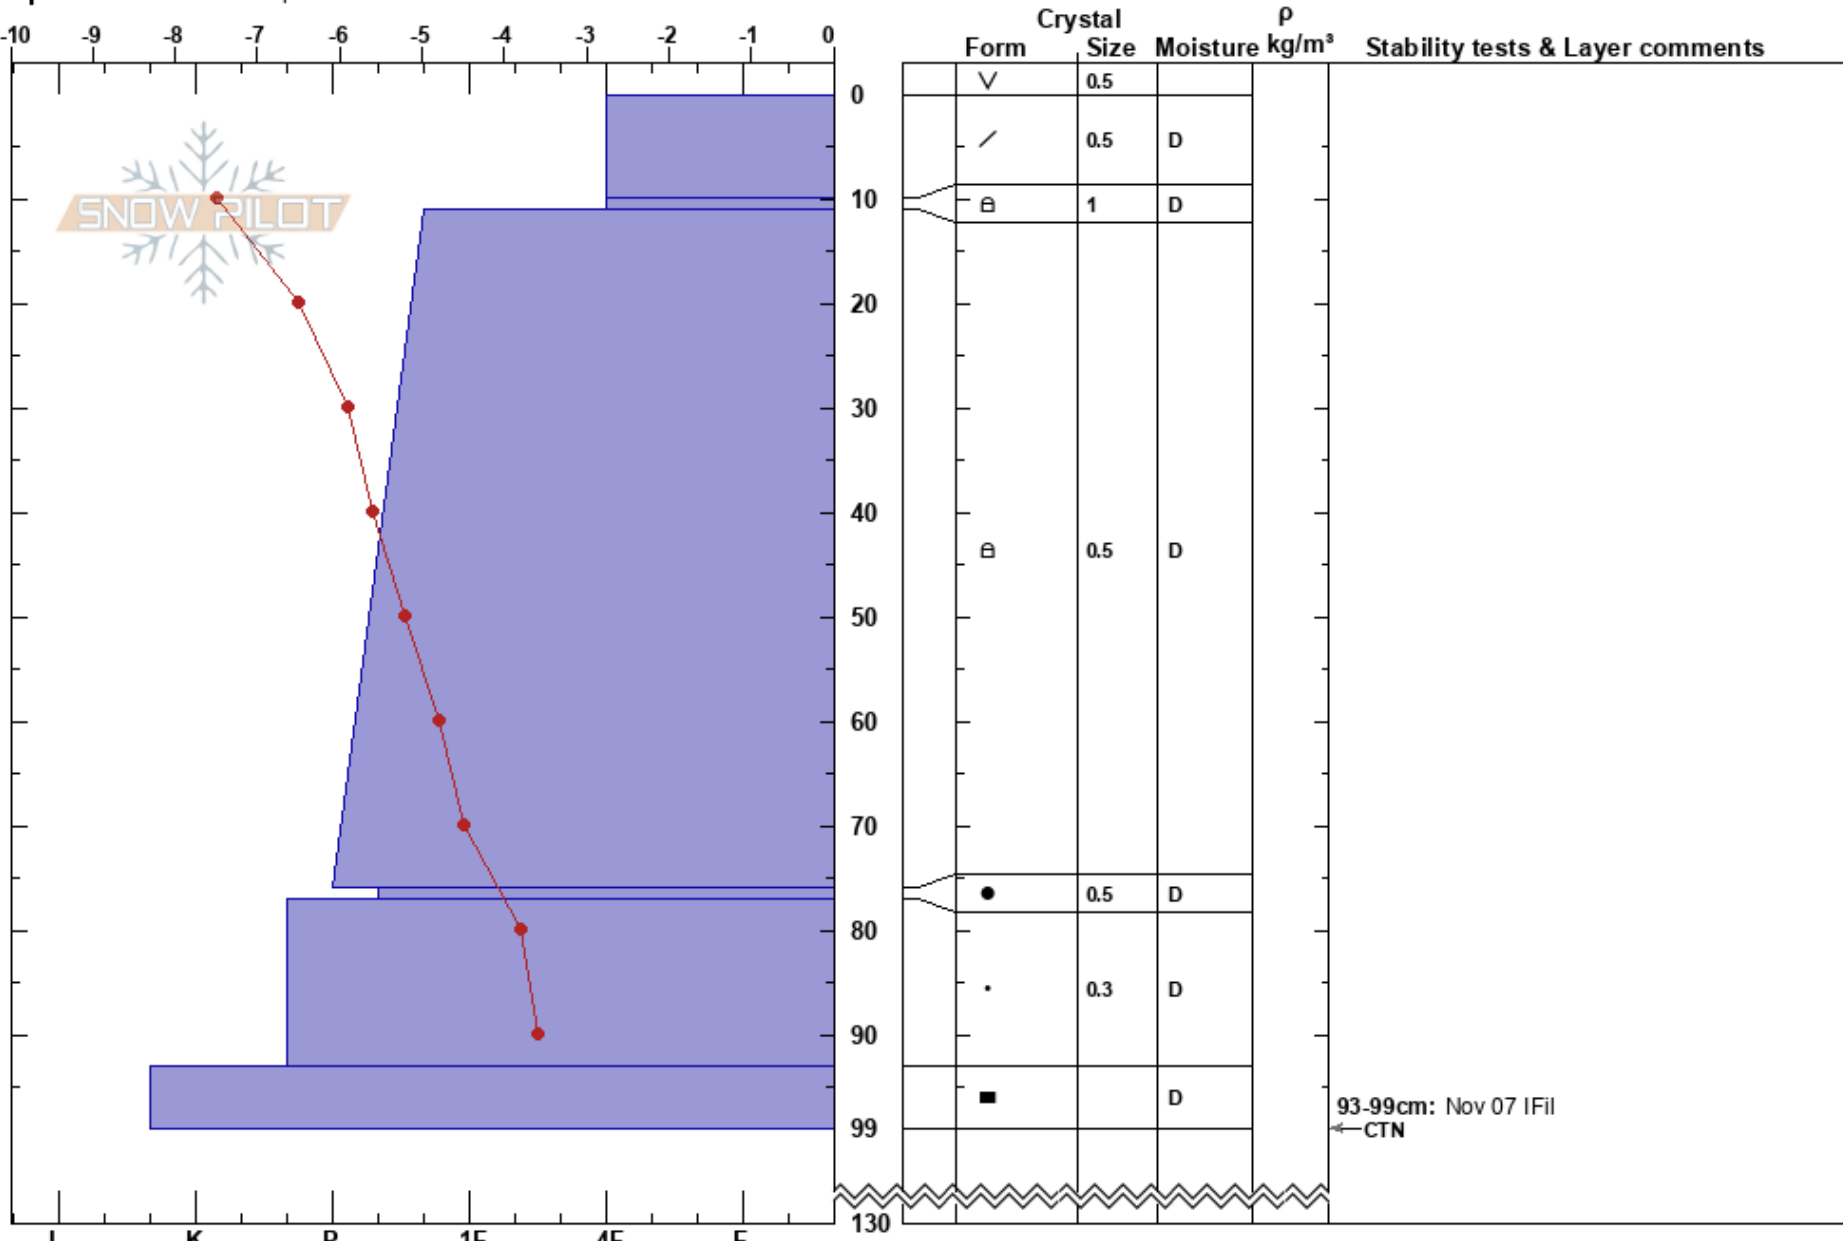 Crystal ρ
Form Size Moisture kg/m³ Stability tests & Layer comments
-10 -9 -8 -7 -6 -5 -4 -3 -2 -1 0
0.5
0
0.5 D
SNOW PILOT
10 1 D
20
30
40
0.5 D
50
60
70
0.5 D
80
0.3 D
90
D
93-99cm: Nov 07 IFil
99 CTN
130
I K P 1F 4F F